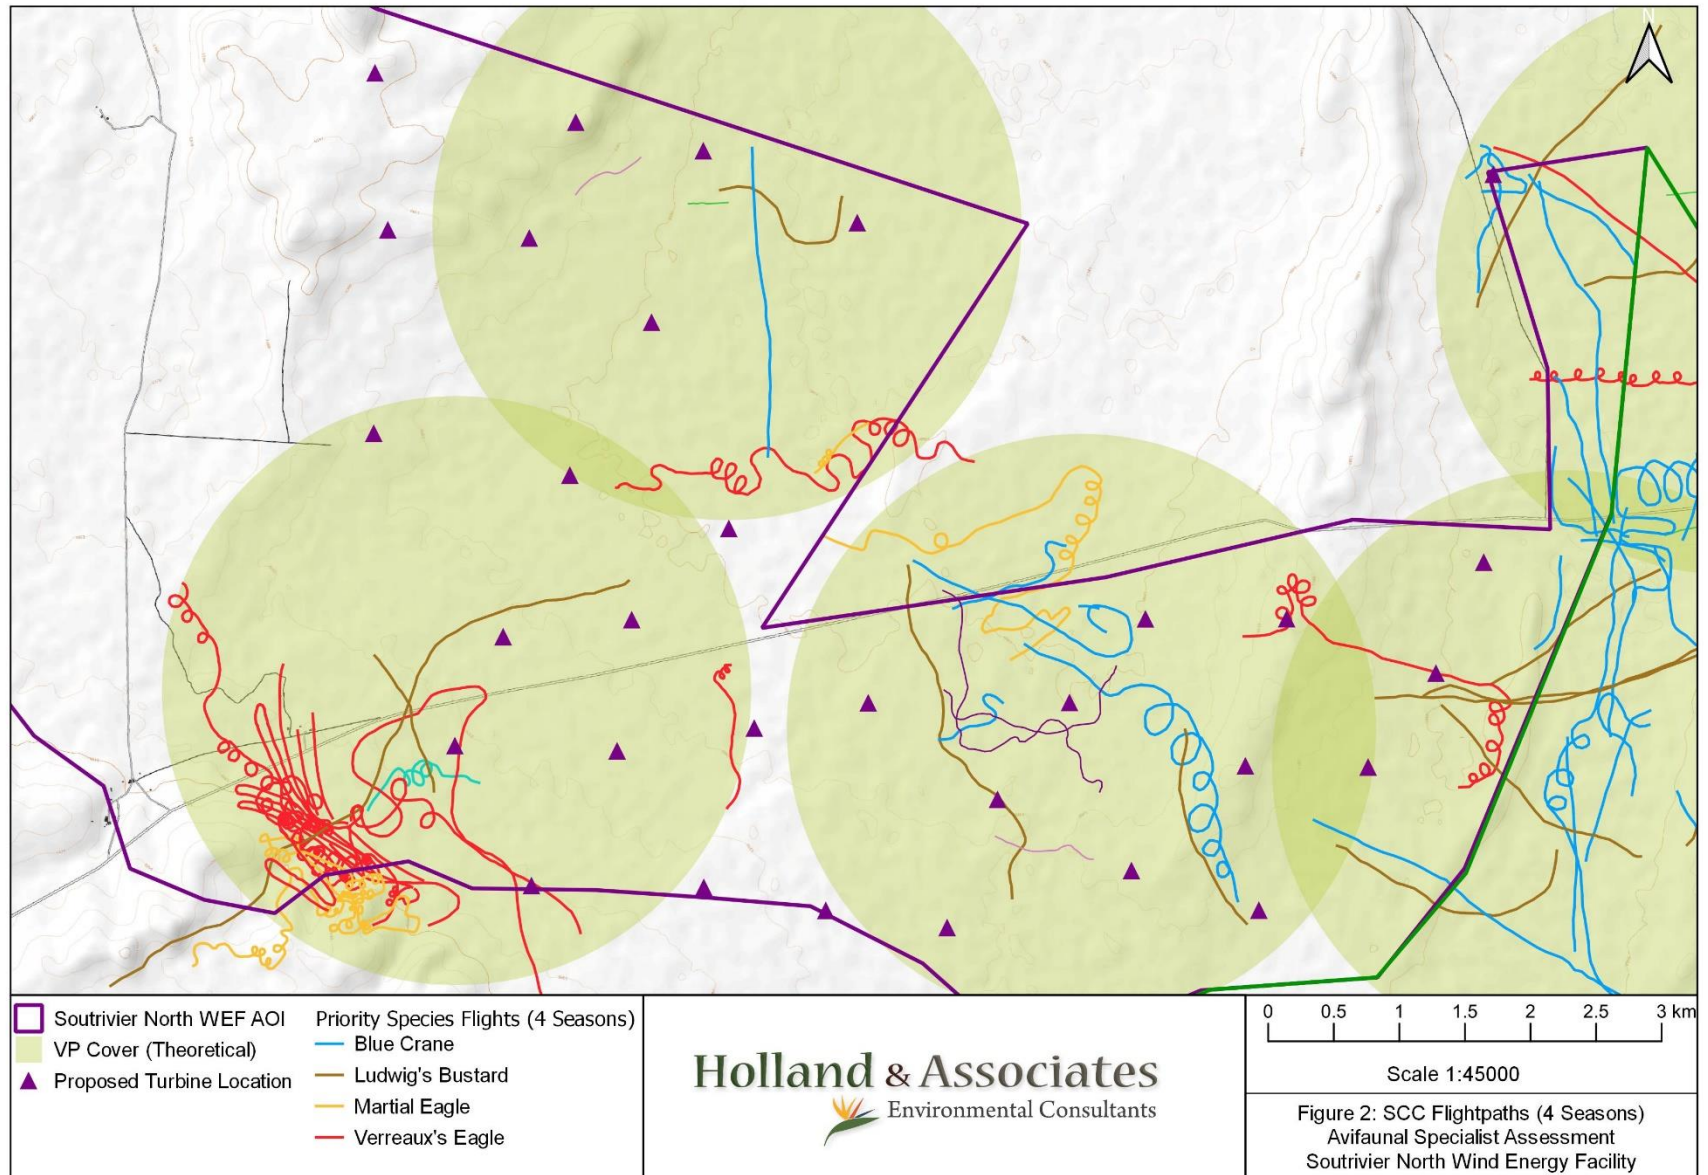 N
Soutrivier North WEF AOI
VP Cover (Theoretical)
Proposed Turbine Location
Priority Species Flights (4 Seasons)
Blue Crane
Ludwig's Bustard
Martial Eagle
Verreaux's Eagle
Holland & Associates
Environmental Consultants
0 0.5 1 1.5 2 2.5 3 km
Scale 1:45000
Figure 2: SCC Flightpaths (4 Seasons)
Avifaunal Specialist Assessment
Soutrivier North Wind Energy Facility